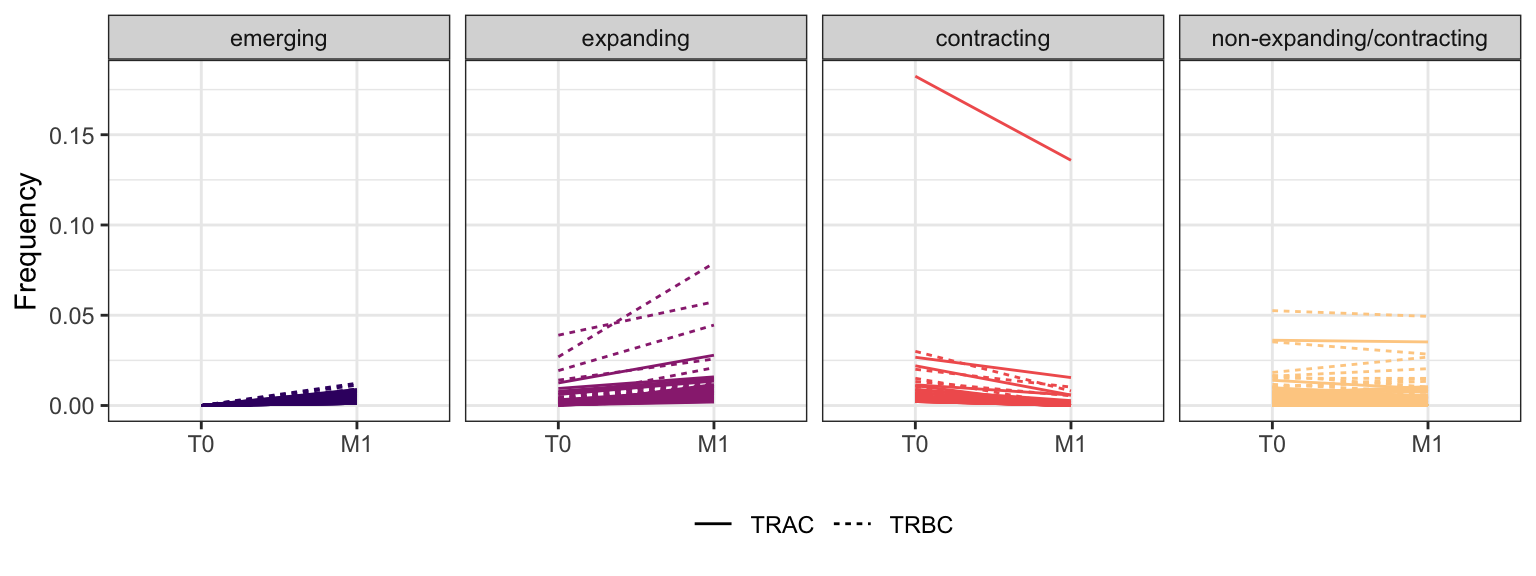 emerging expanding contracting non-expanding/contracting
Frequency
0.15
0.10
0.05
0.00
T0 M1 T0 M1 T0 M1 T0 M1
TRAC TRBC